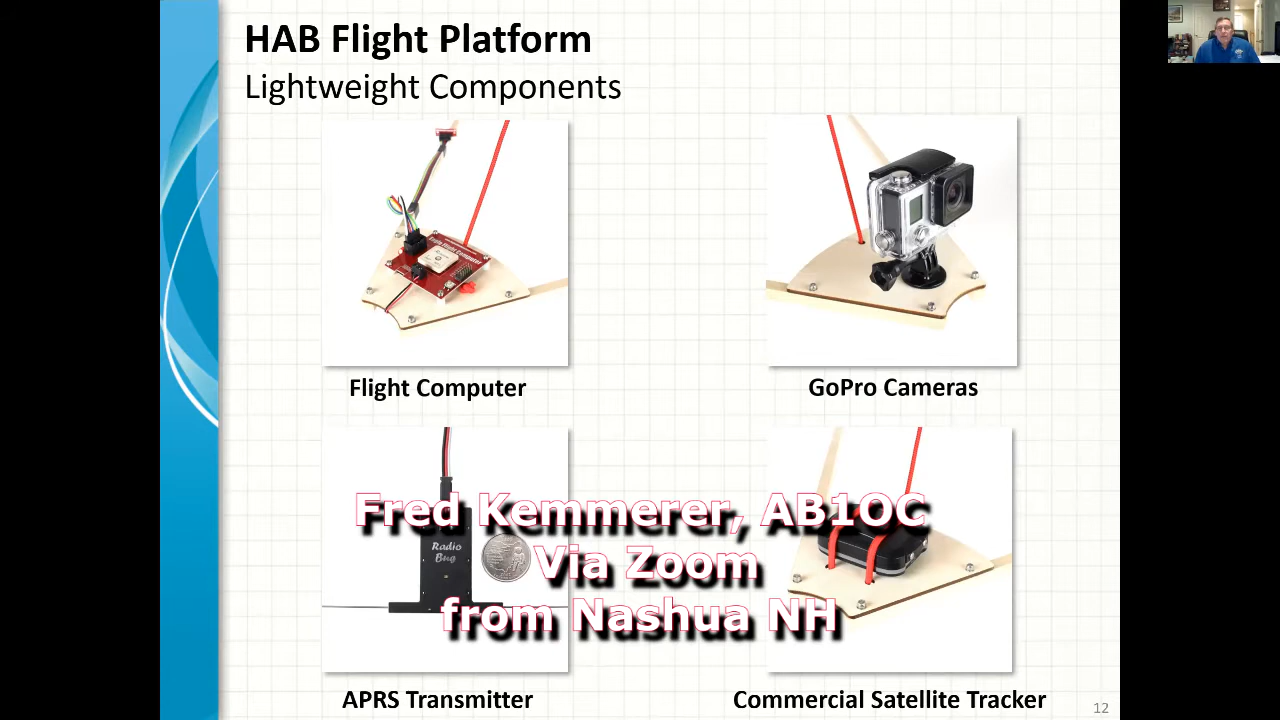 HAB Flight Platform
Lightweight Components
Flight Computer
GoPro Cameras
Radio
Bug
Fred Kemmerer, AB1OC
Via Zoom
from Nashua NH
APRS Transmitter
Commercial Satellite Tracker
12